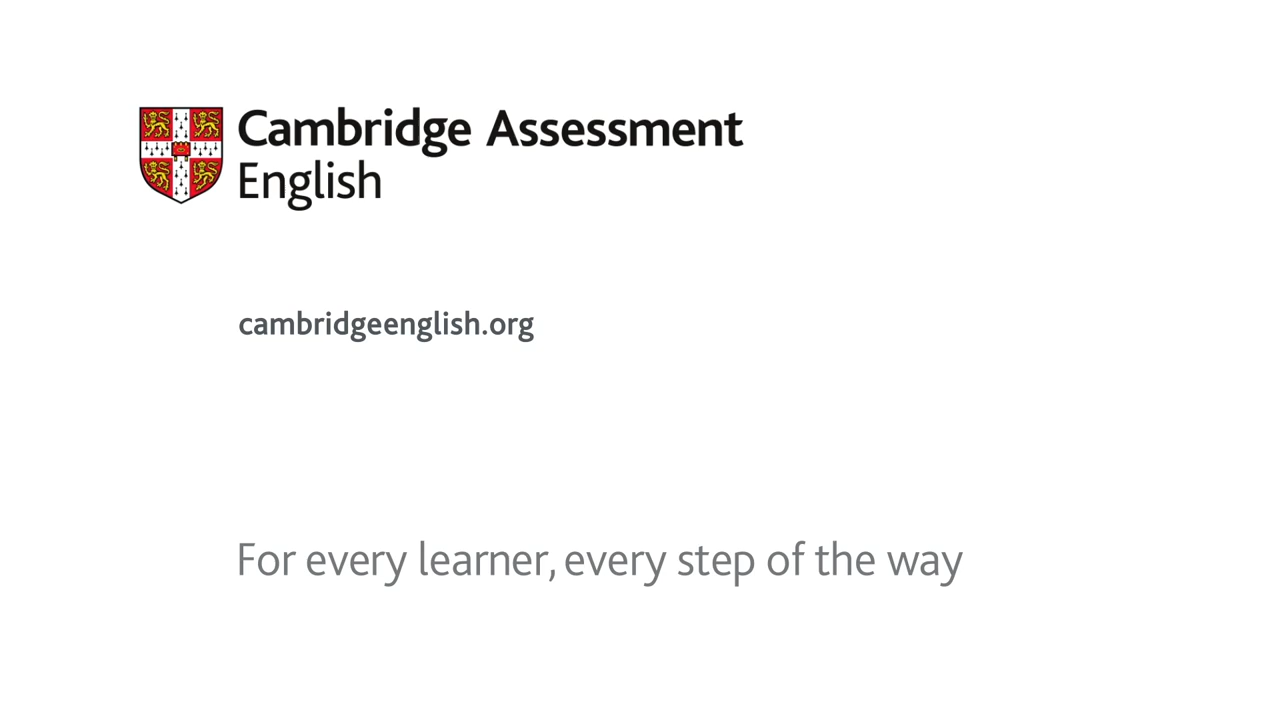 Cambridge Assessment
English
cambridgeenglish.org
For every learner, every step of the way